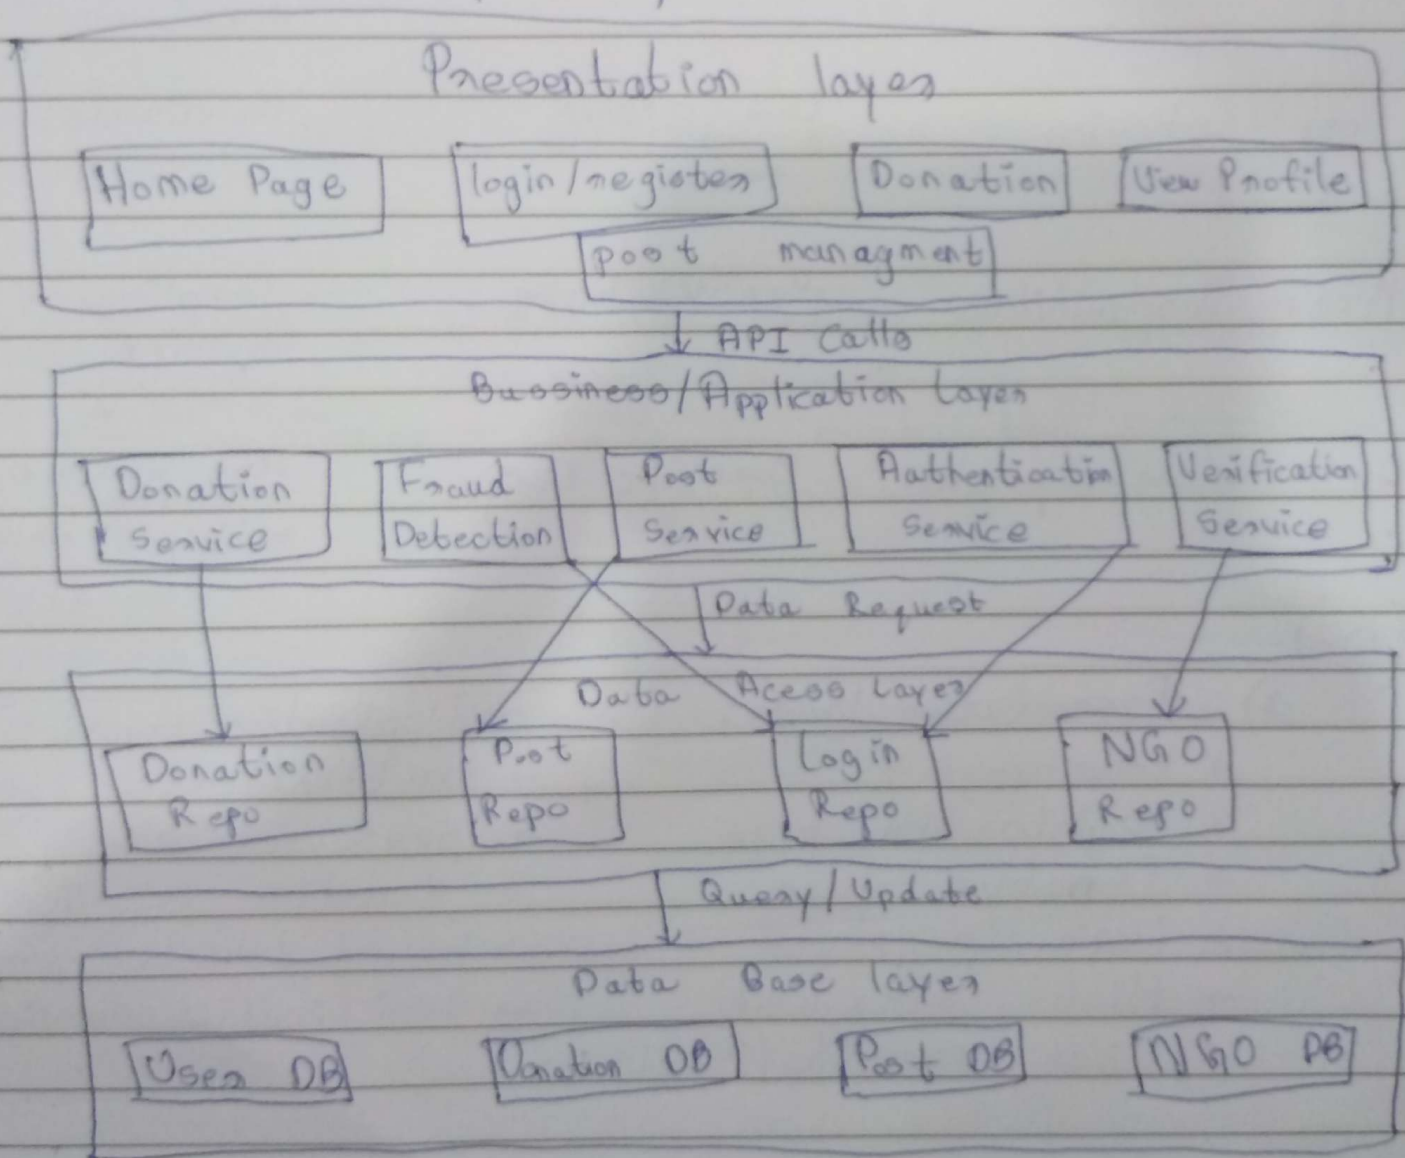 Presentation layer
Home Page
login/register
Donation
View Profile
post managment
API Calls
Bussiness/Application Layer
Donation
Service
Fraud
Detection
Post
Service
Authentication
Service
Verification
Service
Data Request
Data Acess Layer
Donation
Repo
Post
Repo
Login
Repo
NGO
Repo
Query/Update
Data Base layer
User DB
Donation DB
Post DB
NGO DB